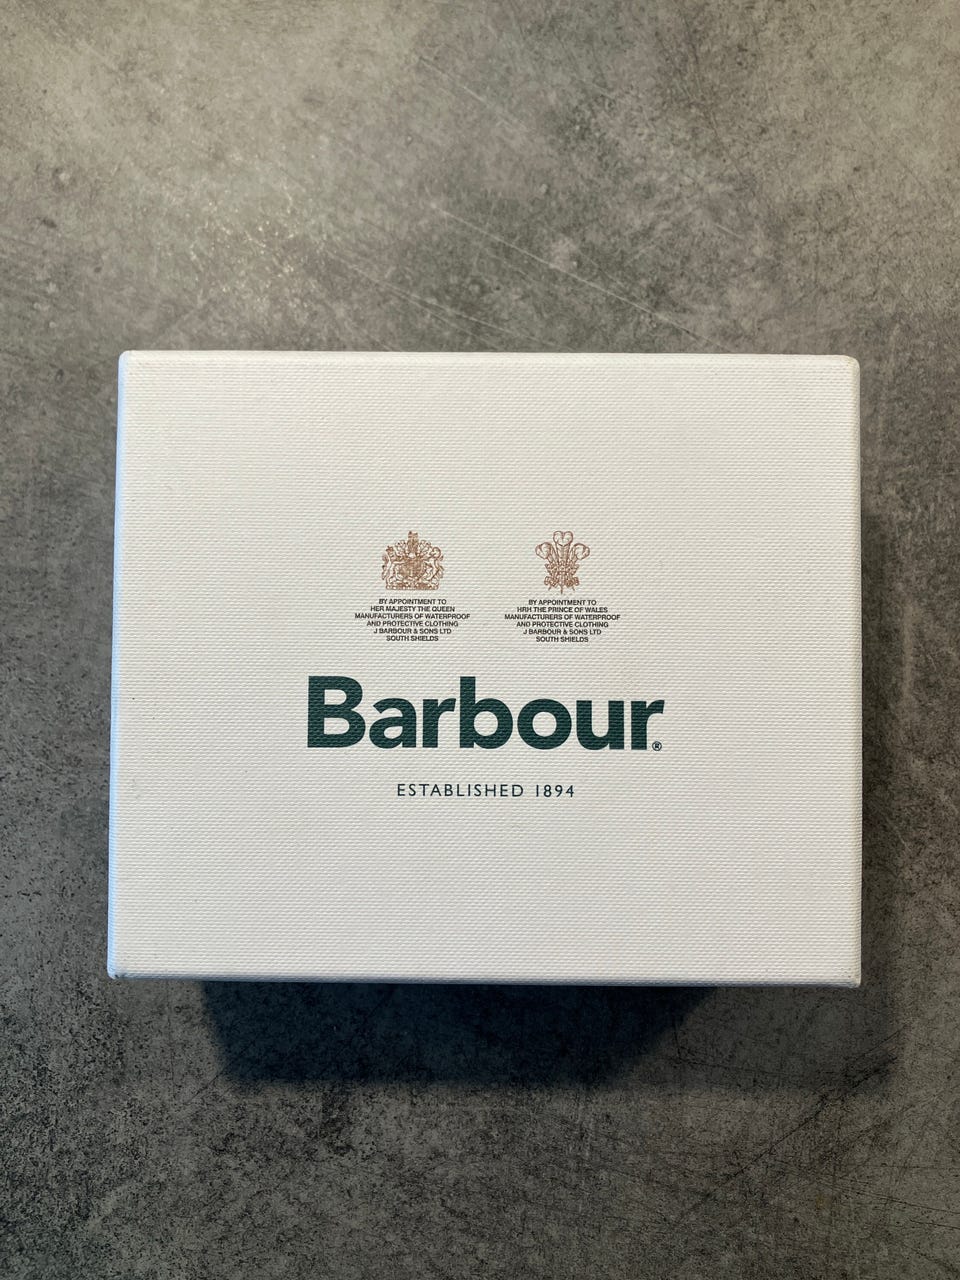 BY APPOINTMENT TO
HER MAJESTY THE QUEEN
MANUFACTURERS OF WATERPROOF
AND PROTECTIVE CLOTHING
J BARBOUR & SONS LTD
SOUTH SHIELDS
BY APPOINTMENT TO
HRH THE PRINCE OF WALES
MANUFACTURERS OF WATERPROOF
AND PROTECTIVE CLOTHING
J BARBOUR & SONS LTD
SOUTH SHIELDS
Barbour®
ESTABLISHED 1894